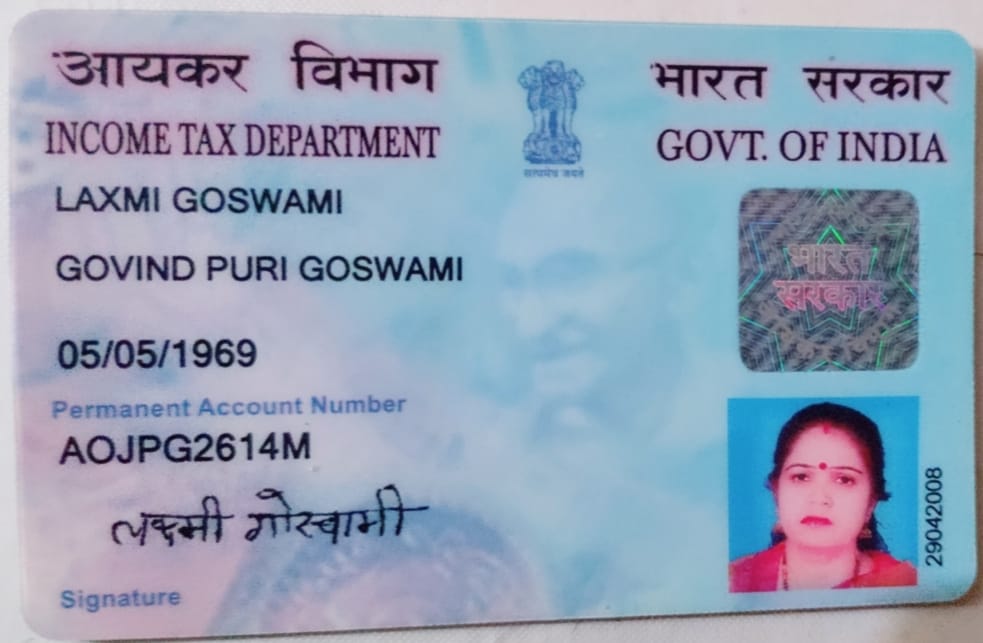 आयकर विभाग
INCOME TAX DEPARTMENT
भारत सरकार
GOVT. OF INDIA
सत्यमेव जयते
LAXMI GOSWAMI
GOVIND PURI GOSWAMI
05/05/1969
Permanent Account Number
AOJPG2614M
लक्ष्मी गोस्वामी
Signature
भारत
सरकार
29042008